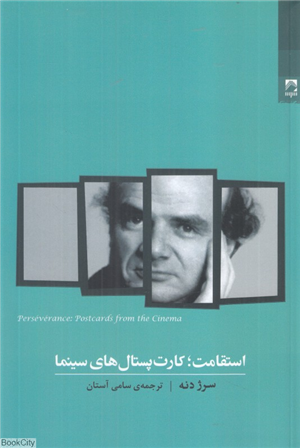 Perseverance: Postcards from the Cinema
استقامت؛ کارت‌پستال‌های سینما
سرژ دنه | ترجمه‌ی سامی آستان
BookCity